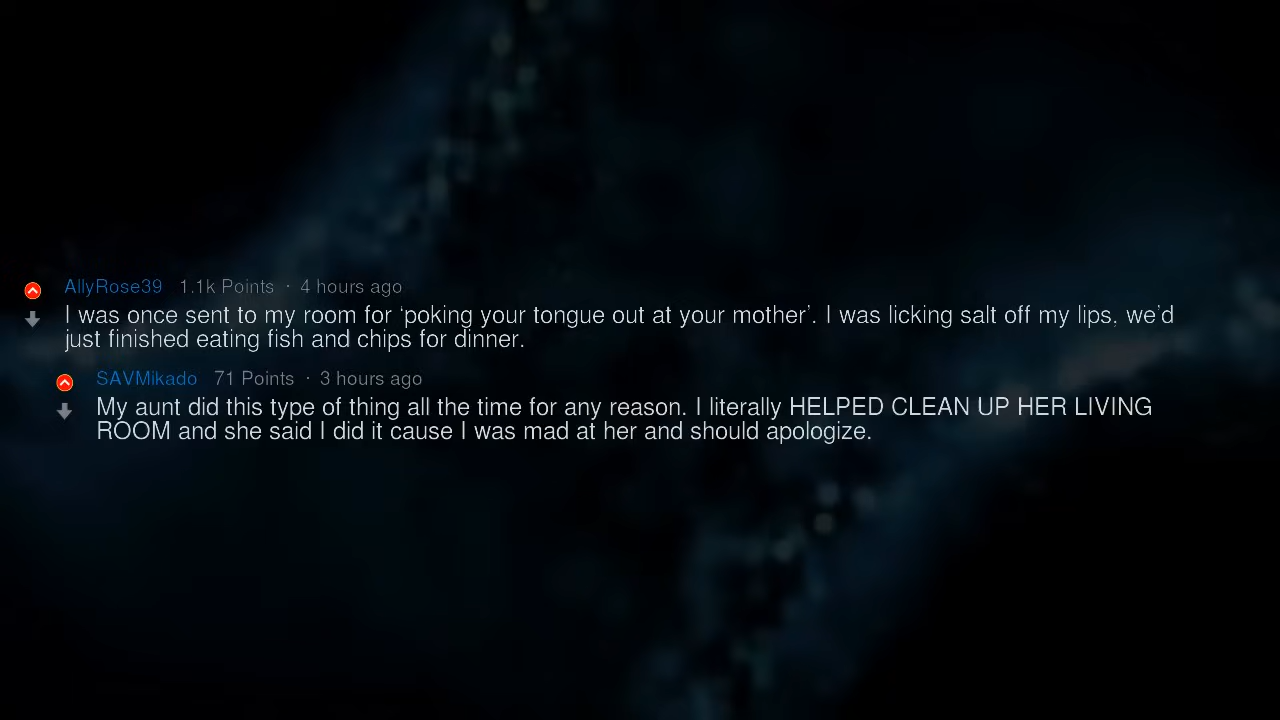 AllyRose39 1.1k Points · 4 hours ago
I was once sent to my room for ‘poking your tongue out at your mother’. I was licking salt off my lips, we’d
just finished eating fish and chips for dinner.
SAVMikado 71 Points · 3 hours ago
My aunt did this type of thing all the time for any reason. I literally HELPED CLEAN UP HER LIVING
ROOM and she said I did it cause I was mad at her and should apologize.